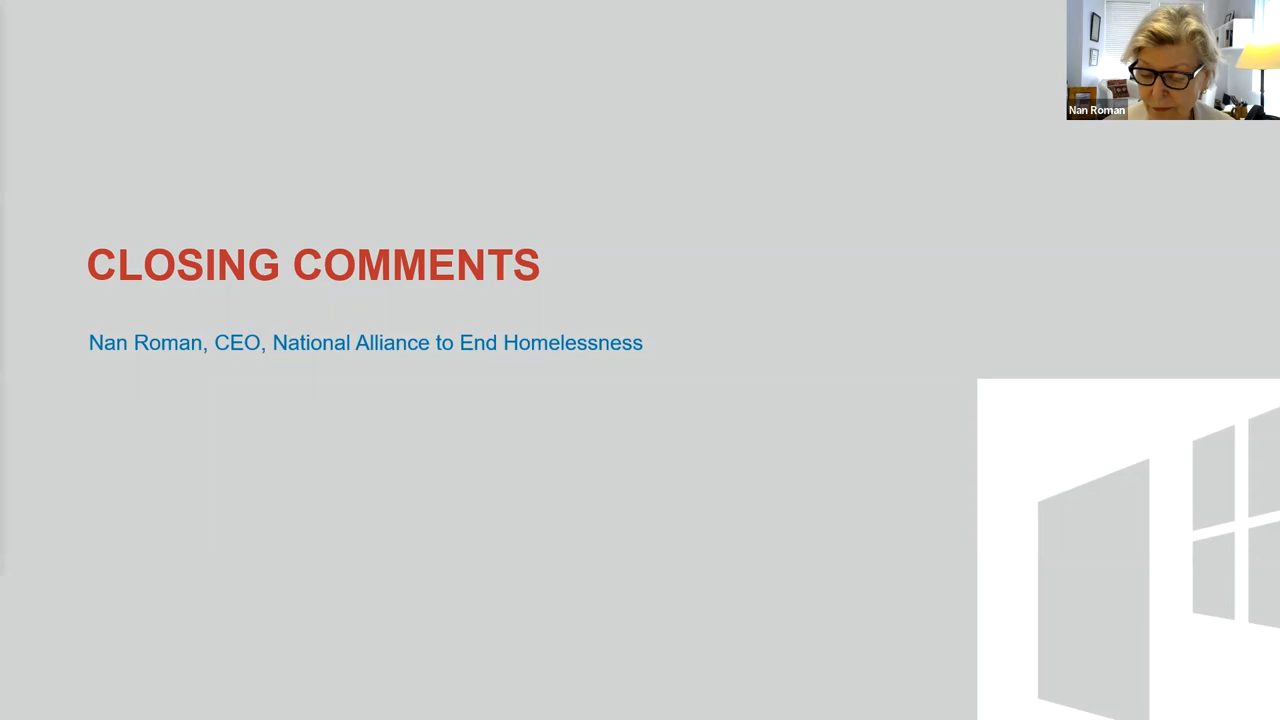 Nan Roman
CLOSING COMMENTS
Nan Roman, CEO, National Alliance to End Homelessness